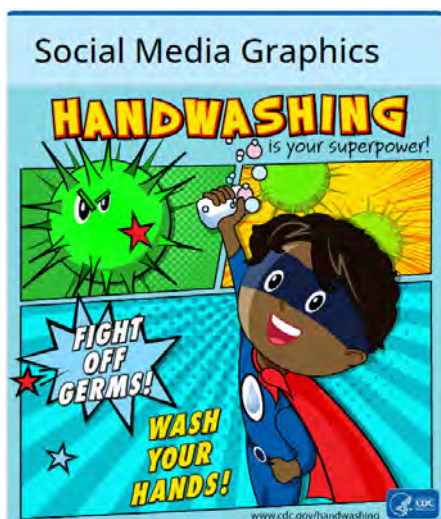 Social Media Graphics
HANDWASHING
is your superpower!
FIGHT
OFF
GERMS!
WASH
YOUR
HANDS!
www.cdc.gov/handwashing
CDC